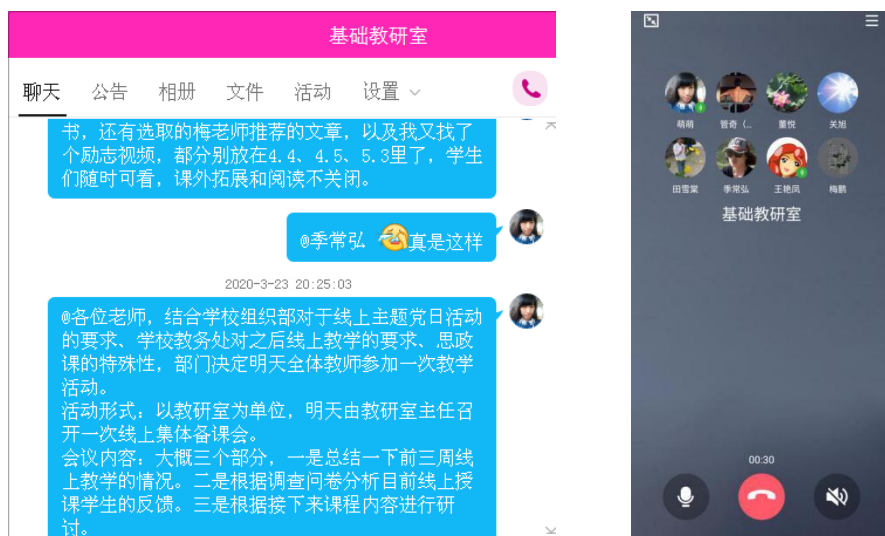 基础教研室
聊天 公告 相册 文件 活动 设置
书，还有选取的梅老师推荐的文章，以及我又找了
个励志视频，都分别放在4.4、4.5、5.3里了，学生
们随时可看，课外拓展和阅读不关闭。
@季常弘 真是这样
2020-3-23 20:25:03
@各位老师，结合学校组织部对于线上主题党日活动
的要求、学校教务处对之后线上教学的要求、思政
课的特殊性，部门决定明天全体教师参加一次教学
活动。
活动形式：以教研室为单位，明天由教研室主任召
开一次线上集体备课会。
会议内容：大概三个部分，一是总结一下前三周线
上教学的情况。二是根据调查问卷分析目前线上授
课学生的反馈。三是根据接下来课程内容进行研
讨。
萌萌 管奇（... 董悦 关旭
田雪棠 季常弘 王艳凤 梅鹏
基础教研室
00:30